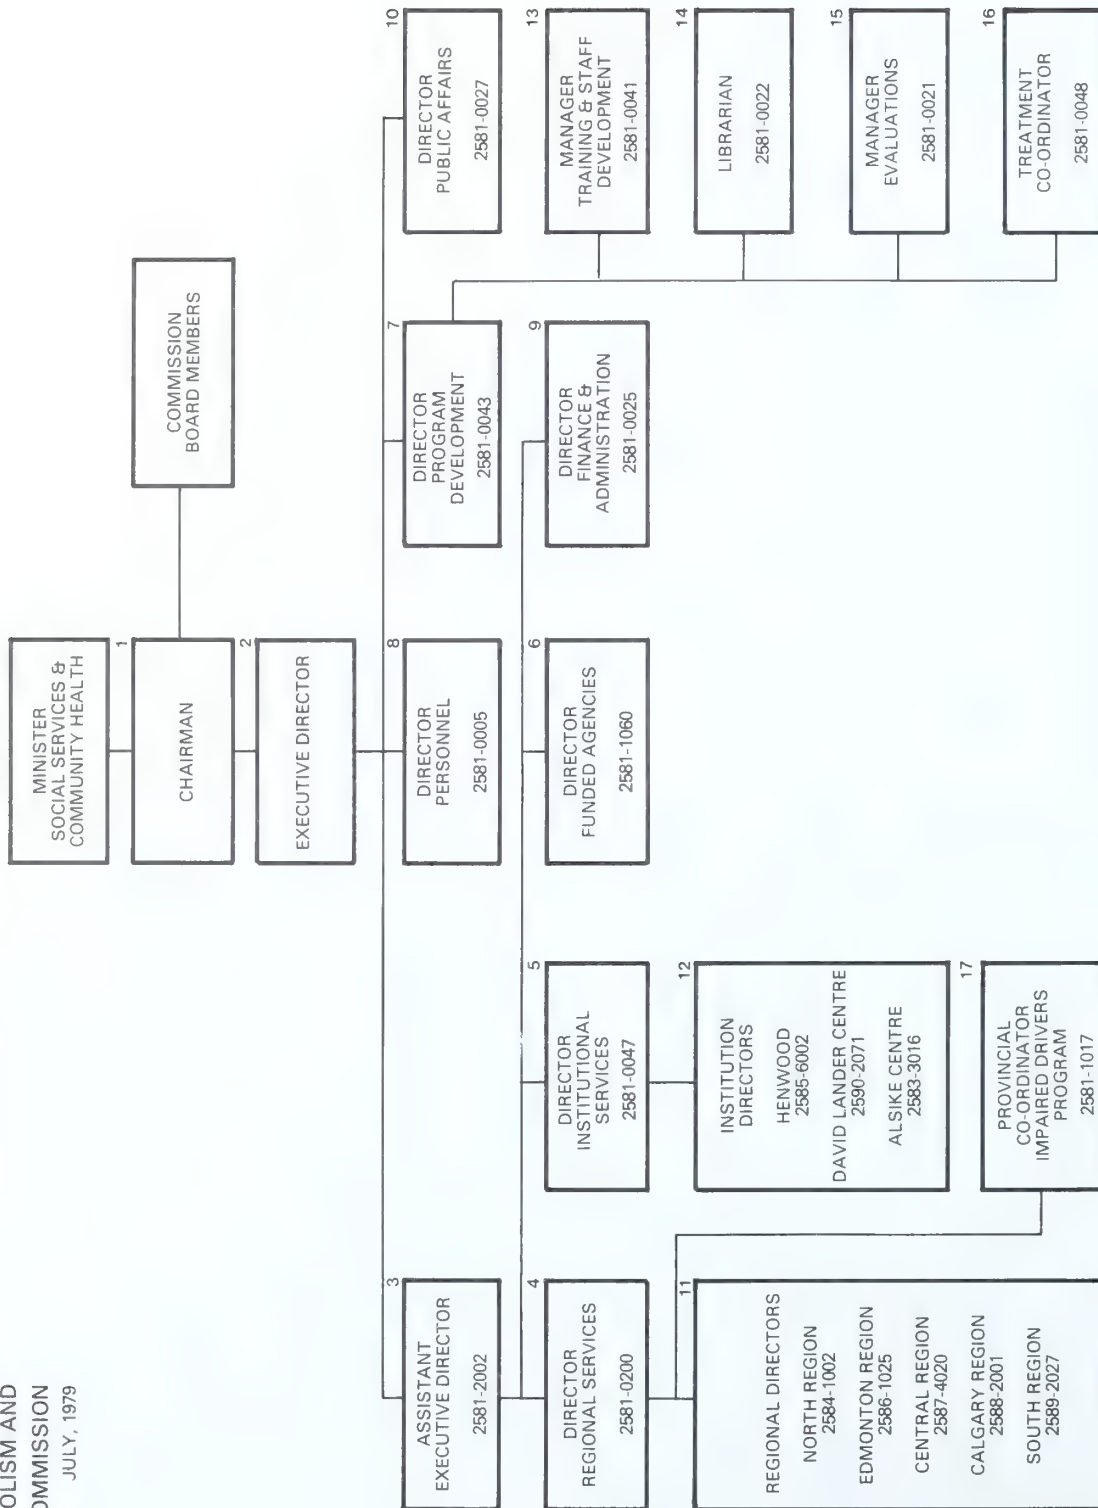 OLISM AND
OMMISSION
JULY, 1979
MINISTER
SOCIAL SERVICES &
COMMUNITY HEALTH
1
CHAIRMAN
COMMISSION
BOARD MEMBERS
2
EXECUTIVE DIRECTOR
3
ASSISTANT
EXECUTIVE DIRECTOR
2581-2002
8
DIRECTOR
PERSONNEL
2581-0005
7
DIRECTOR
PROGRAM
DEVELOPMENT
2581-0043
10
DIRECTOR
PUBLIC AFFAIRS
2581-0027
4
DIRECTOR
REGIONAL SERVICES
2581-0200
5
DIRECTOR
INSTITUTIONAL
SERVICES
2581-0047
6
DIRECTOR
FUNDED AGENCIES
2581-1060
9
DIRECTOR
FINANCE &
ADMINISTRATION
2581-0025
13
MANAGER
TRAINING & STAFF
DEVELOPMENT
2581-0041
11
REGIONAL DIRECTORS
NORTH REGION
2584-1002
EDMONTON REGION
2586-1025
CENTRAL REGION
2587-4020
CALGARY REGION
2588-2001
SOUTH REGION
2589-2027
12
INSTITUTION
DIRECTORS
HENWOOD
2585-6002
DAVID LANDER CENTRE
2590-2071
ALSIKE CENTRE
2583-3016
14
LIBRARIAN
2581-0022
15
MANAGER
EVALUATIONS
2581-0021
17
PROVINCIAL
CO-ORDINATOR
IMPAIRED DRIVERS
PROGRAM
2581-1017
16
TREATMENT
CO-ORDINATOR
2581-0048